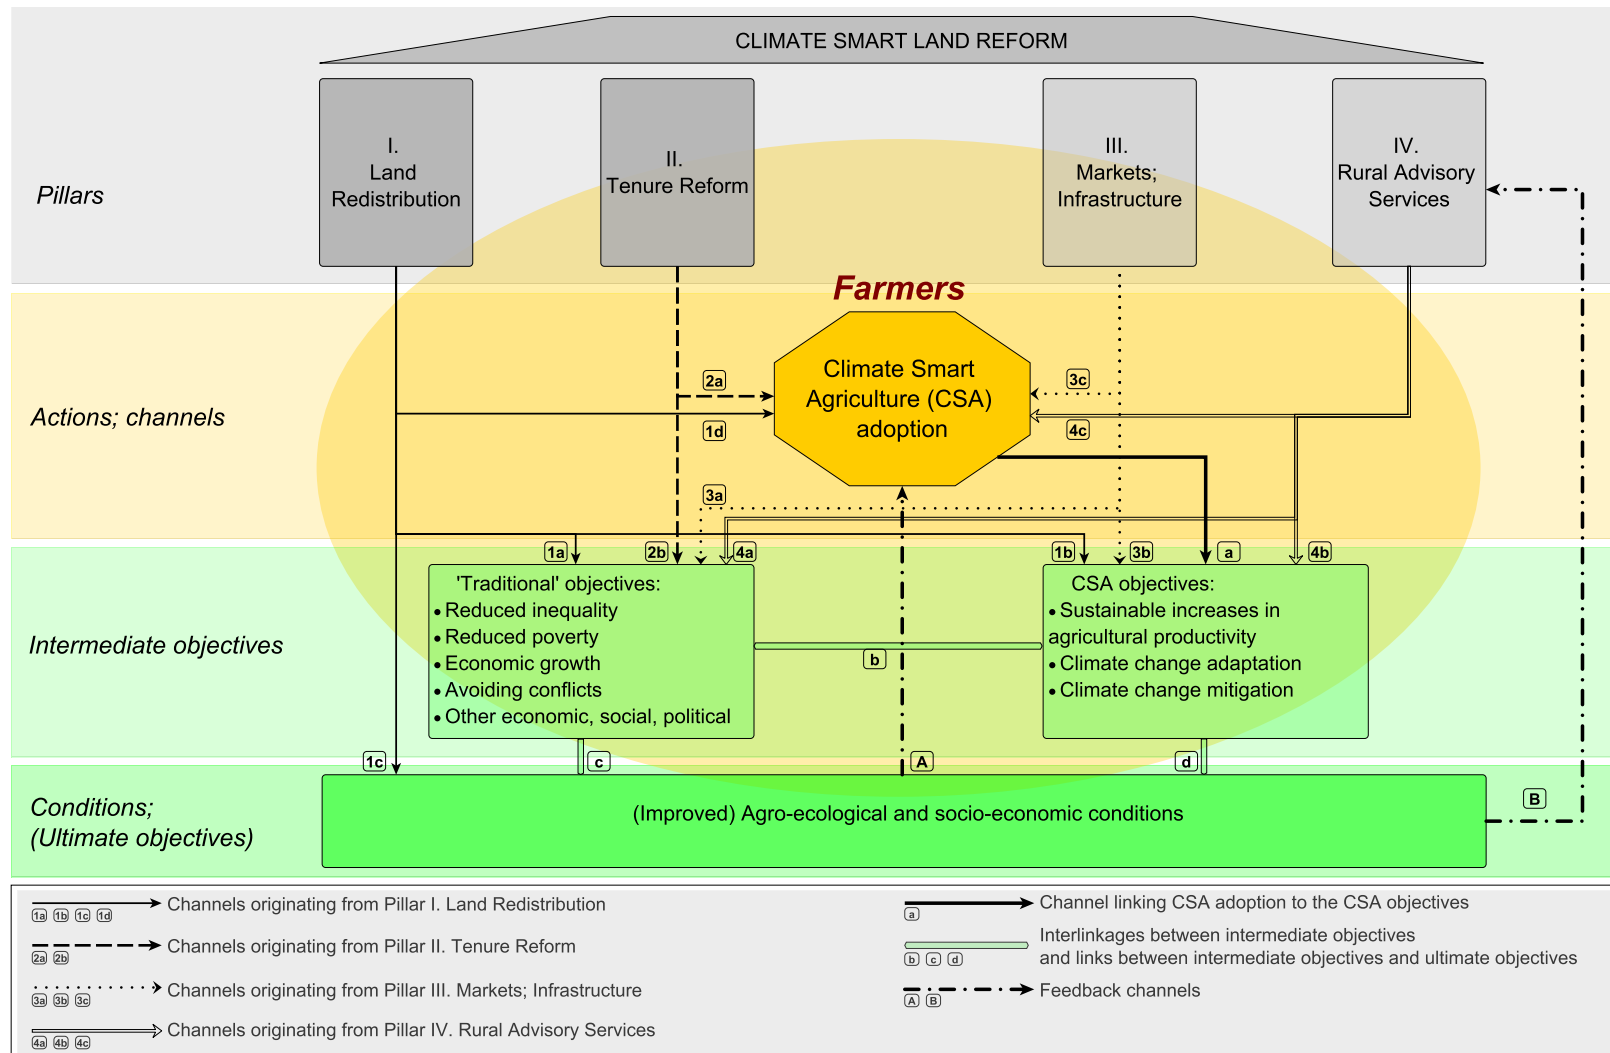 CLIMATE SMART LAND REFORM
I.
Land
Redistribution
II.
Tenure Reform
III.
Markets;
Infrastructure
IV.
Rural Advisory
Services
Pillars
Farmers
Climate Smart
Agriculture (CSA)
adoption
Actions; channels
2a
1d
3c
4c
3a
1a
2b
4a
1b
3b
a
4b
Intermediate objectives
'Traditional' objectives:
• Reduced inequality
• Reduced poverty
• Economic growth
• Avoiding conflicts
• Other economic, social, political
b
CSA objectives:
• Sustainable increases in
agricultural productivity
• Climate change adaptation
• Climate change mitigation
1c
c
A
d
Conditions;
(Ultimate objectives)
(Improved) Agro-ecological and socio-economic conditions
B
Channels originating from Pillar I. Land Redistribution
1a 1b 1c 1d
Channels originating from Pillar II. Tenure Reform
2a 2b
Channels originating from Pillar III. Markets; Infrastructure
3a 3b 3c
Channels originating from Pillar IV. Rural Advisory Services
4a 4b 4c
Channel linking CSA adoption to the CSA objectives
a
Interlinkages between intermediate objectives
and links between intermediate objectives and ultimate objectives
b c d
Feedback channels
A B